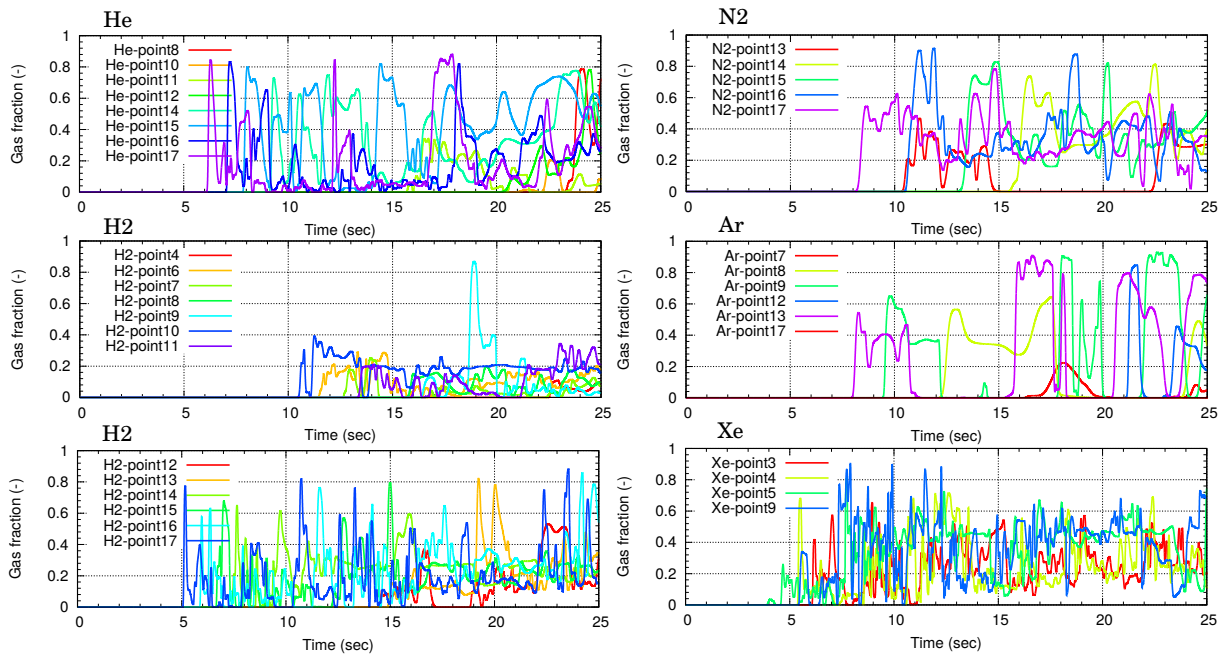 He
Gas fraction (-)
1
0.8
0.6
0.4
0.2
0
He-point8
He-point10
He-point11
He-point12
He-point14
He-point15
He-point16
He-point17
0 5 10 15 20 25
Time (sec)
N2
Gas fraction (-)
1
0.8
0.6
0.4
0.2
0
N2-point13
N2-point14
N2-point15
N2-point16
N2-point17
0 5 10 15 20 25
Time (sec)
H2
Gas fraction (-)
1
0.8
0.6
0.4
0.2
0
H2-point4
H2-point6
H2-point7
H2-point8
H2-point9
H2-point10
H2-point11
0 5 10 15 20 25
Time (sec)
Ar
Gas fraction (-)
1
0.8
0.6
0.4
0.2
0
Ar-point7
Ar-point8
Ar-point9
Ar-point12
Ar-point13
Ar-point17
0 5 10 15 20 25
Time (sec)
H2
Gas fraction (-)
1
0.8
0.6
0.4
0.2
0
H2-point12
H2-point13
H2-point14
H2-point15
H2-point16
H2-point17
0 5 10 15 20 25
Time (sec)
Xe
Gas fraction (-)
1
0.8
0.6
0.4
0.2
0
Xe-point3
Xe-point4
Xe-point5
Xe-point9
0 5 10 15 20 25
Time (sec)